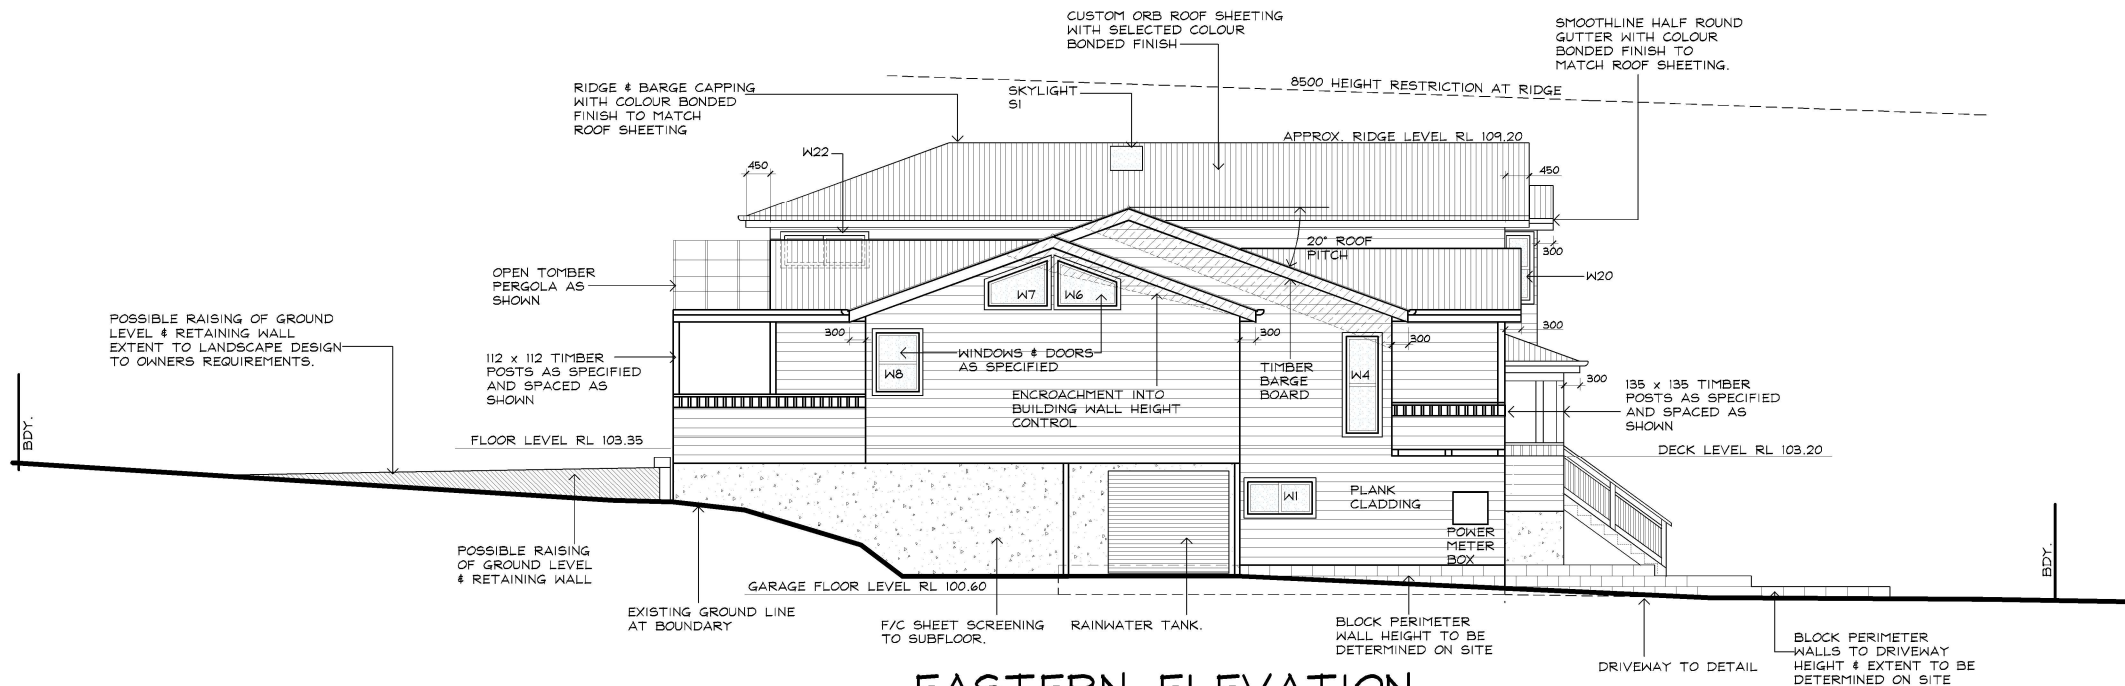 CUSTOM ORB ROOF SHEETING
WITH SELECTED COLOUR
BONDED FINISH
SMOOTHLINE HALF ROUND
GUTTER WITH COLOUR
BONDED FINISH TO
MATCH ROOF SHEETING.
8500 HEIGHT RESTRICTION AT RIDGE
RIDGE & BARGE CAPPING
WITH COLOUR BONDED
FINISH TO MATCH
ROOF SHEETING
SKYLIGHT
S1
APPROX. RIDGE LEVEL RL 109.20
W22
450
450
20° ROOF
PITCH
300
W20
OPEN TOMBER
PERGOLA AS
SHOWN
W7
W6
POSSIBLE RAISING OF GROUND
LEVEL & RETAINING WALL
EXTENT TO LANDSCAPE DESIGN
TO OWNERS REQUIREMENTS.
300
300
300
300
112 x 112 TIMBER
POSTS AS SPECIFIED
AND SPACED AS
SHOWN
W8
WINDOWS & DOORS
AS SPECIFIED
ENCROACHMENT INTO
BUILDING WALL HEIGHT
CONTROL
TIMBER
BARGE
BOARD
W4
300
135 x 135 TIMBER
POSTS AS SPECIFIED
AND SPACED AS
SHOWN
BDY.
FLOOR LEVEL RL 103.35
DECK LEVEL RL 103.20
W1
PLANK
CLADDING
POWER
METER
BOX
BDY.
POSSIBLE RAISING
OF GROUND LEVEL
& RETAINING WALL
GARAGE FLOOR LEVEL RL 100.60
EXISTING GROUND LINE
AT BOUNDARY
F/C SHEET SCREENING
TO SUBFLOOR.
RAINWATER TANK.
BLOCK PERIMETER
WALL HEIGHT TO BE
DETERMINED ON SITE
DRIVEWAY TO DETAIL
BLOCK PERIMETER
WALLS TO DRIVEWAY
HEIGHT & EXTENT TO BE
DETERMINED ON SITE
EASTERN ELEVATION